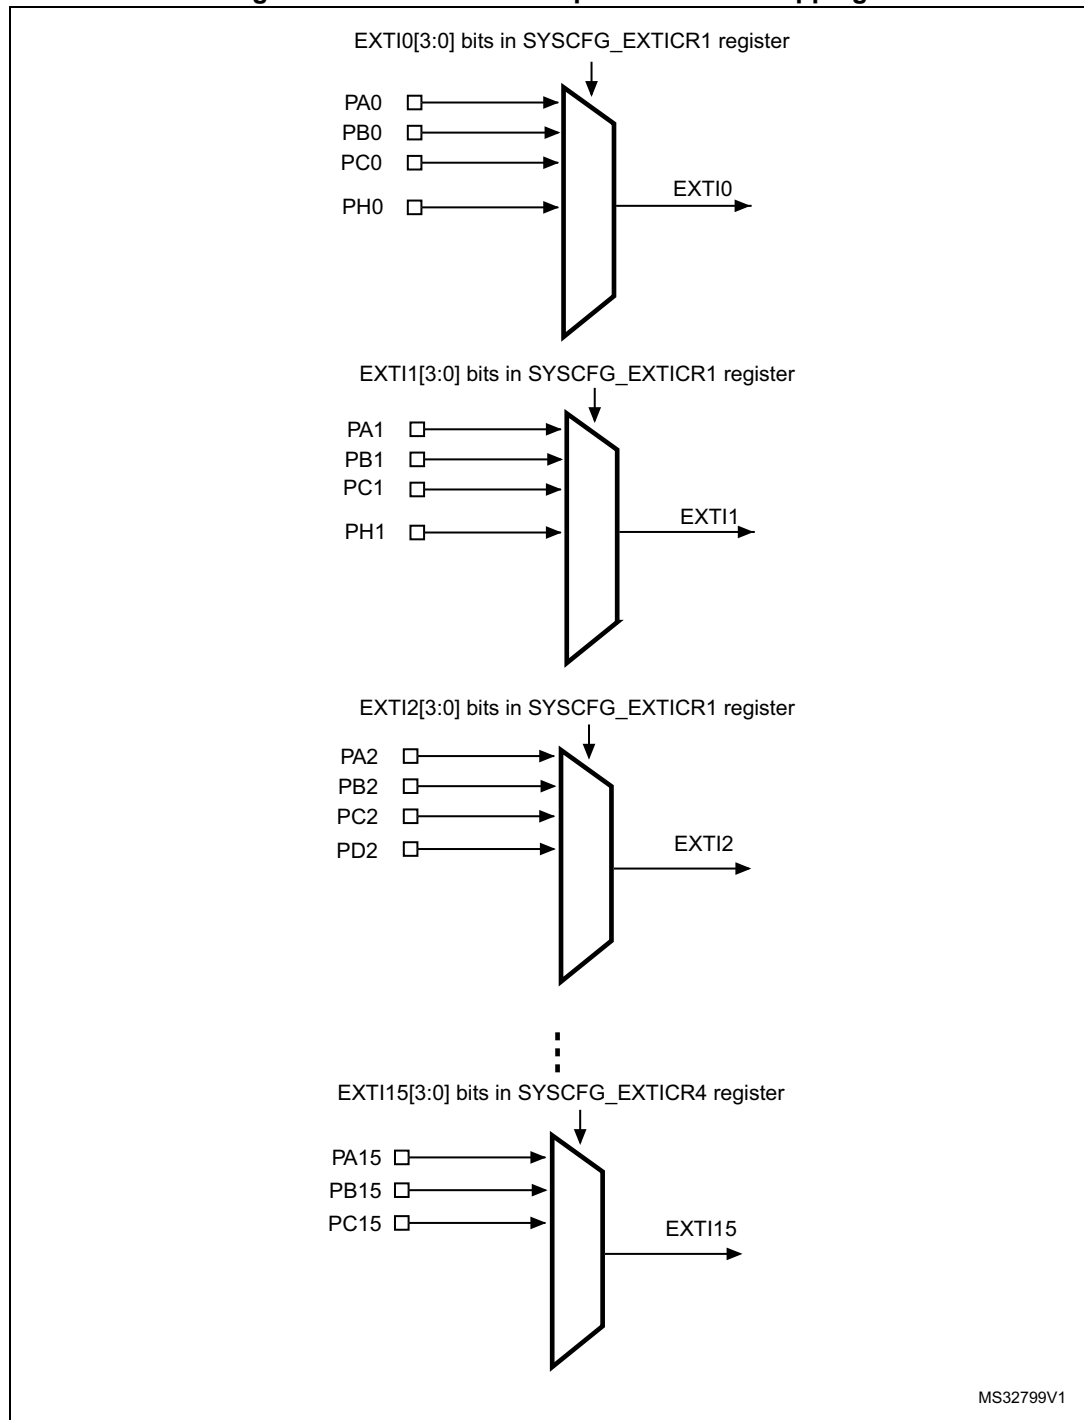 EXTI0[3:0] bits in SYSCFG_EXTICR1 register
PA0
PB0
PC0
PH0
EXTI0
EXTI1[3:0] bits in SYSCFG_EXTICR1 register
PA1
PB1
PC1
PH1
EXTI1
EXTI2[3:0] bits in SYSCFG_EXTICR1 register
PA2
PB2
PC2
PD2
EXTI2
EXTI15[3:0] bits in SYSCFG_EXTICR4 register
PA15
PB15
PC15
EXTI15
MS32799V1